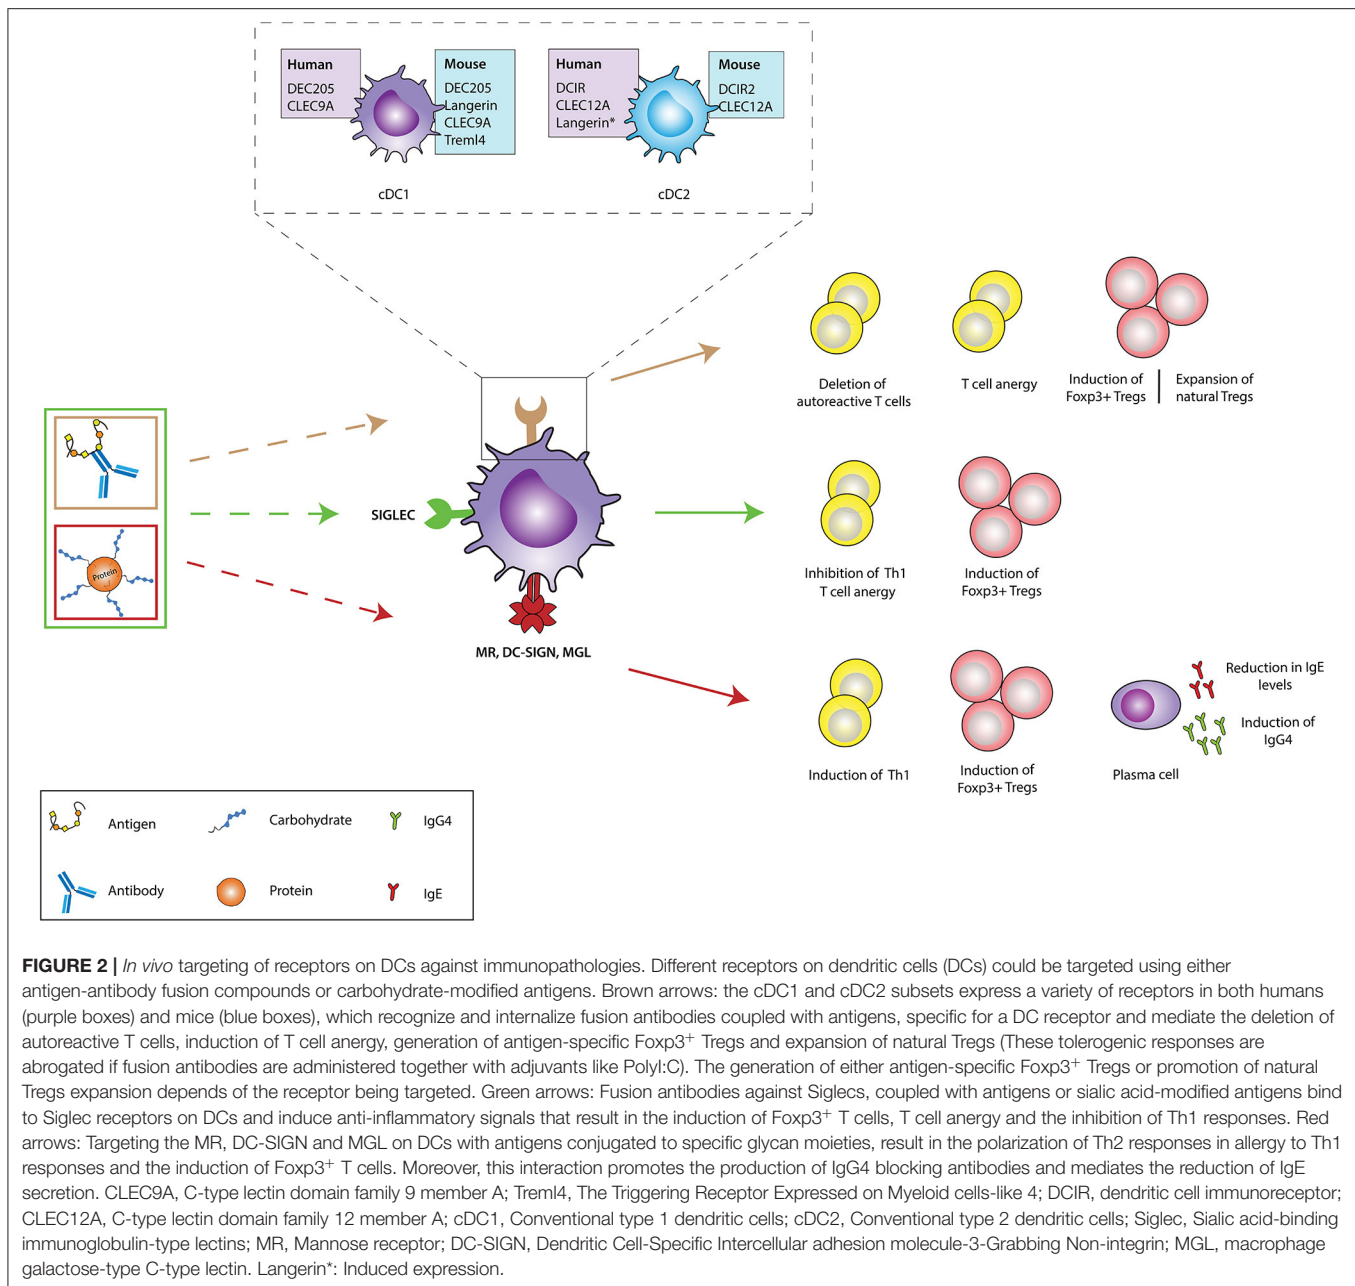 Human
DEC205
CLEC9A
Mouse
DEC205
Langerin
CLEC9A
Treml4
cDC1
Human
DCIR
CLEC12A
Langerin*
Mouse
DCIR2
CLEC12A
cDC2
Deletion of
autoreactive T cells
T cell anergy
Induction of
Foxp3+ Tregs
Expansion of
natural Tregs
SIGLEC
Protein
MR, DC-SIGN, MGL
Inhibition of Th1
T cell anergy
Induction of
Foxp3+ Tregs
Induction of Th1
Induction of
Foxp3+ Tregs
Plasma cell
Reduction in IgE
levels
Induction of
IgG4
Antigen
Carbohydrate
IgG4
Antibody
Protein
IgE
FIGURE 2 | In vivo targeting of receptors on DCs against immunopathologies. Different receptors on dendritic cells (DCs) could be targeted using either
antigen-antibody fusion compounds or carbohydrate-modified antigens. Brown arrows: the cDC1 and cDC2 subsets express a variety of receptors in both humans
(purple boxes) and mice (blue boxes), which recognize and internalize fusion antibodies coupled with antigens, specific for a DC receptor and mediate the deletion of
autoreactive T cells, induction of T cell anergy, generation of antigen-specific Foxp3+ Tregs and expansion of natural Tregs (These tolerogenic responses are
abrogated if fusion antibodies are administered together with adjuvants like PolyI:C). The generation of either antigen-specific Foxp3+ Tregs or promotion of natural
Tregs expansion depends of the receptor being targeted. Green arrows: Fusion antibodies against Siglecs, coupled with antigens or sialic acid-modified antigens bind
to Siglec receptors on DCs and induce anti-inflammatory signals that result in the induction of Foxp3+ T cells, T cell anergy and the inhibition of Th1 responses. Red
arrows: Targeting the MR, DC-SIGN and MGL on DCs with antigens conjugated to specific glycan moieties, result in the polarization of Th2 responses in allergy to Th1
responses and the induction of Foxp3+ T cells. Moreover, this interaction promotes the production of IgG4 blocking antibodies and mediates the reduction of IgE
secretion. CLEC9A, C-type lectin domain family 9 member A; Treml4, The Triggering Receptor Expressed on Myeloid cells-like 4; DCIR, dendritic cell immunoreceptor;
CLEC12A, C-type lectin domain family 12 member A; cDC1, Conventional type 1 dendritic cells; cDC2, Conventional type 2 dendritic cells; Siglec, Sialic acid-binding
immunoglobulin-type lectins; MR, Mannose receptor; DC-SIGN, Dendritic Cell-Specific Intercellular adhesion molecule-3-Grabbing Non-integrin; MGL, macrophage
galactose-type C-type lectin. Langerin*: Induced expression.